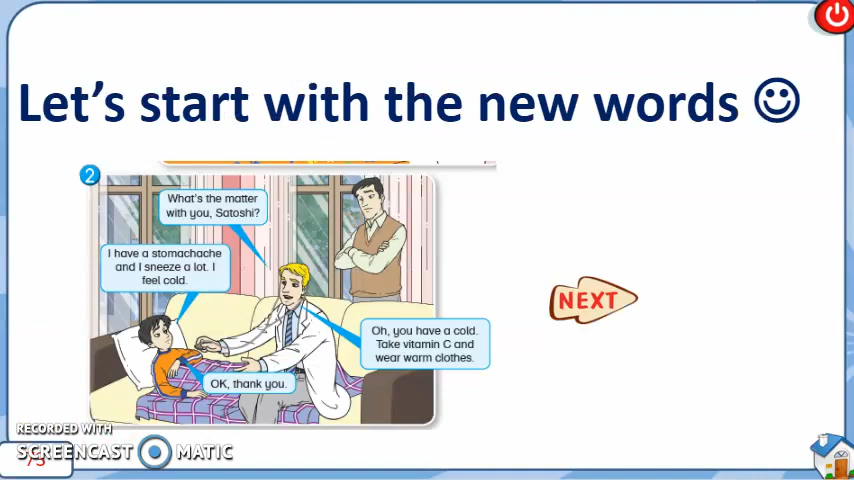 Let's start with the new words
2
What's the matter
with you, Satoshi?
I have a stomachache
and I sneeze a lot. I
feel cold.
Oh, you have a cold.
Take vitamin C and
wear warm clothes.
OK, thank you.
NEXT
RECORDED WITH
SCREENCAST MATIC